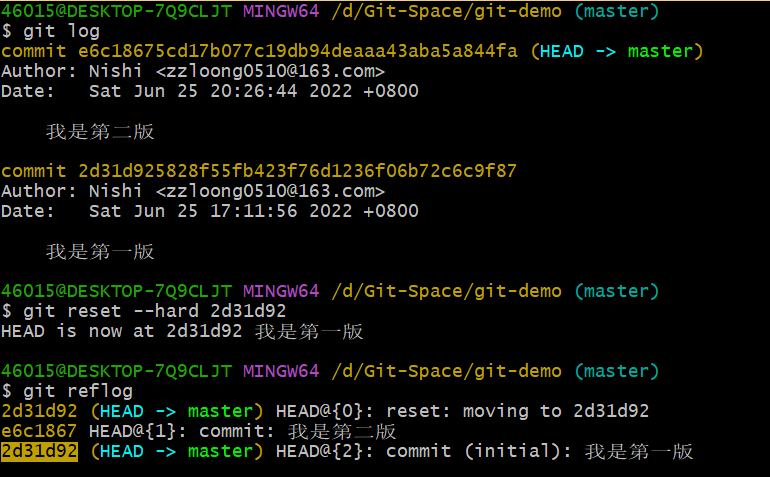 46015@DESKTOP-7Q9CLJT MINGW64 /d/Git-Space/git-demo (master)
$ git log
commit e6c18675cd17b077c19db94deaaa43aba5a844fa (HEAD -> master)
Author: Nishi <zzloong0510@163.com>
Date:   Sat Jun 25 20:26:44 2022 +0800
我是第二版
commit 2d31d925828f55fb423f76d1236f06b72c6c9f87
Author: Nishi <zzloong0510@163.com>
Date:   Sat Jun 25 17:11:56 2022 +0800
我是第一版
46015@DESKTOP-7Q9CLJT MINGW64 /d/Git-Space/git-demo (master)
$ git reset --hard 2d31d92
HEAD is now at 2d31d92 我是第一版
46015@DESKTOP-7Q9CLJT MINGW64 /d/Git-Space/git-demo (master)
$ git reflog
2d31d92 (HEAD -> master) HEAD@{0}: reset: moving to 2d31d92
e6c1867 HEAD@{1}: commit: 我是第二版
2d31d92 (HEAD -> master) HEAD@{2}: commit (initial): 我是第一版